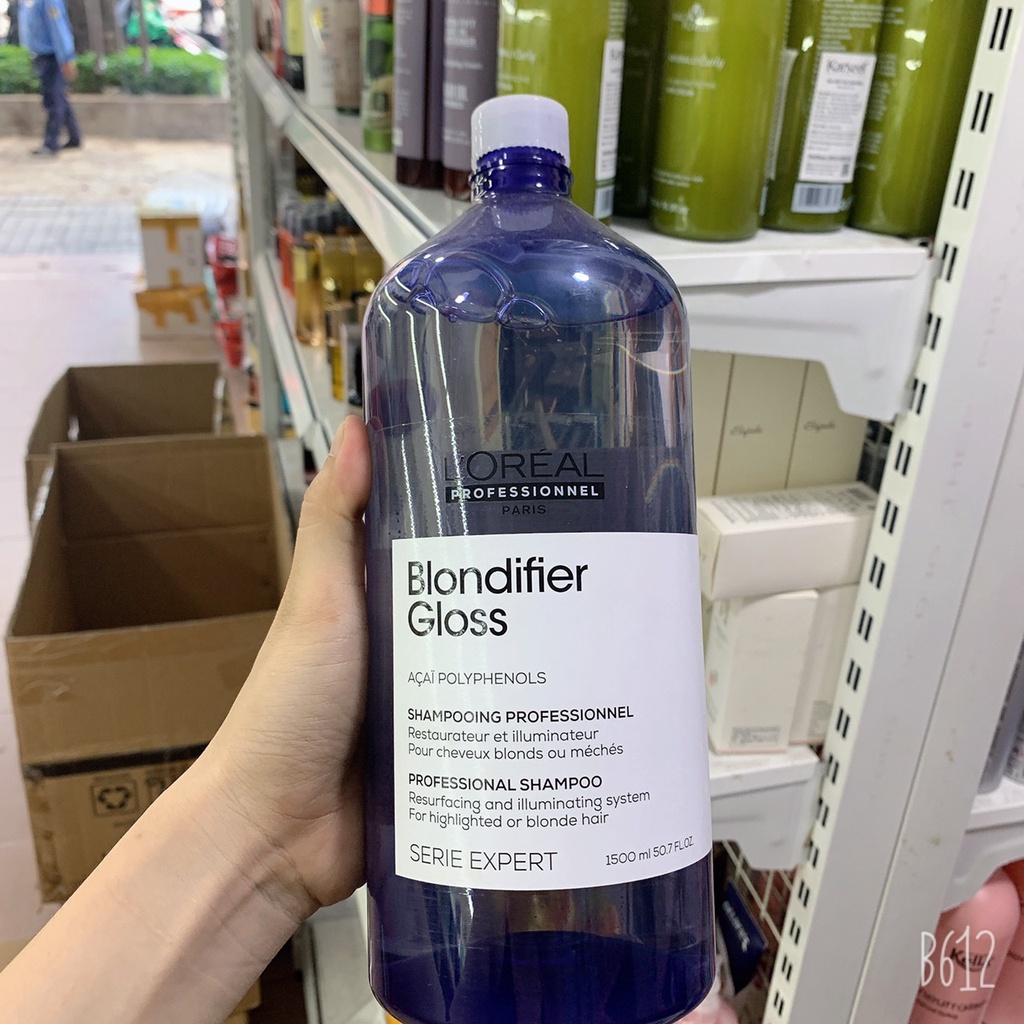 L'ORÉAL
PROFESSIONNEL
PARIS
Blondifier
Gloss
AÇAÏ POLYPHENOLS
SHAMPOOING PROFESSIONNEL
Restaurateur et illuminateur
Pour cheveux blonds ou méchés
PROFESSIONAL SHAMPOO
Resurfacing and illuminating system
For highlighted or blonde hair
SERIE EXPERT
1500 ml 50.7 FL.OZ.
Karseell
B612